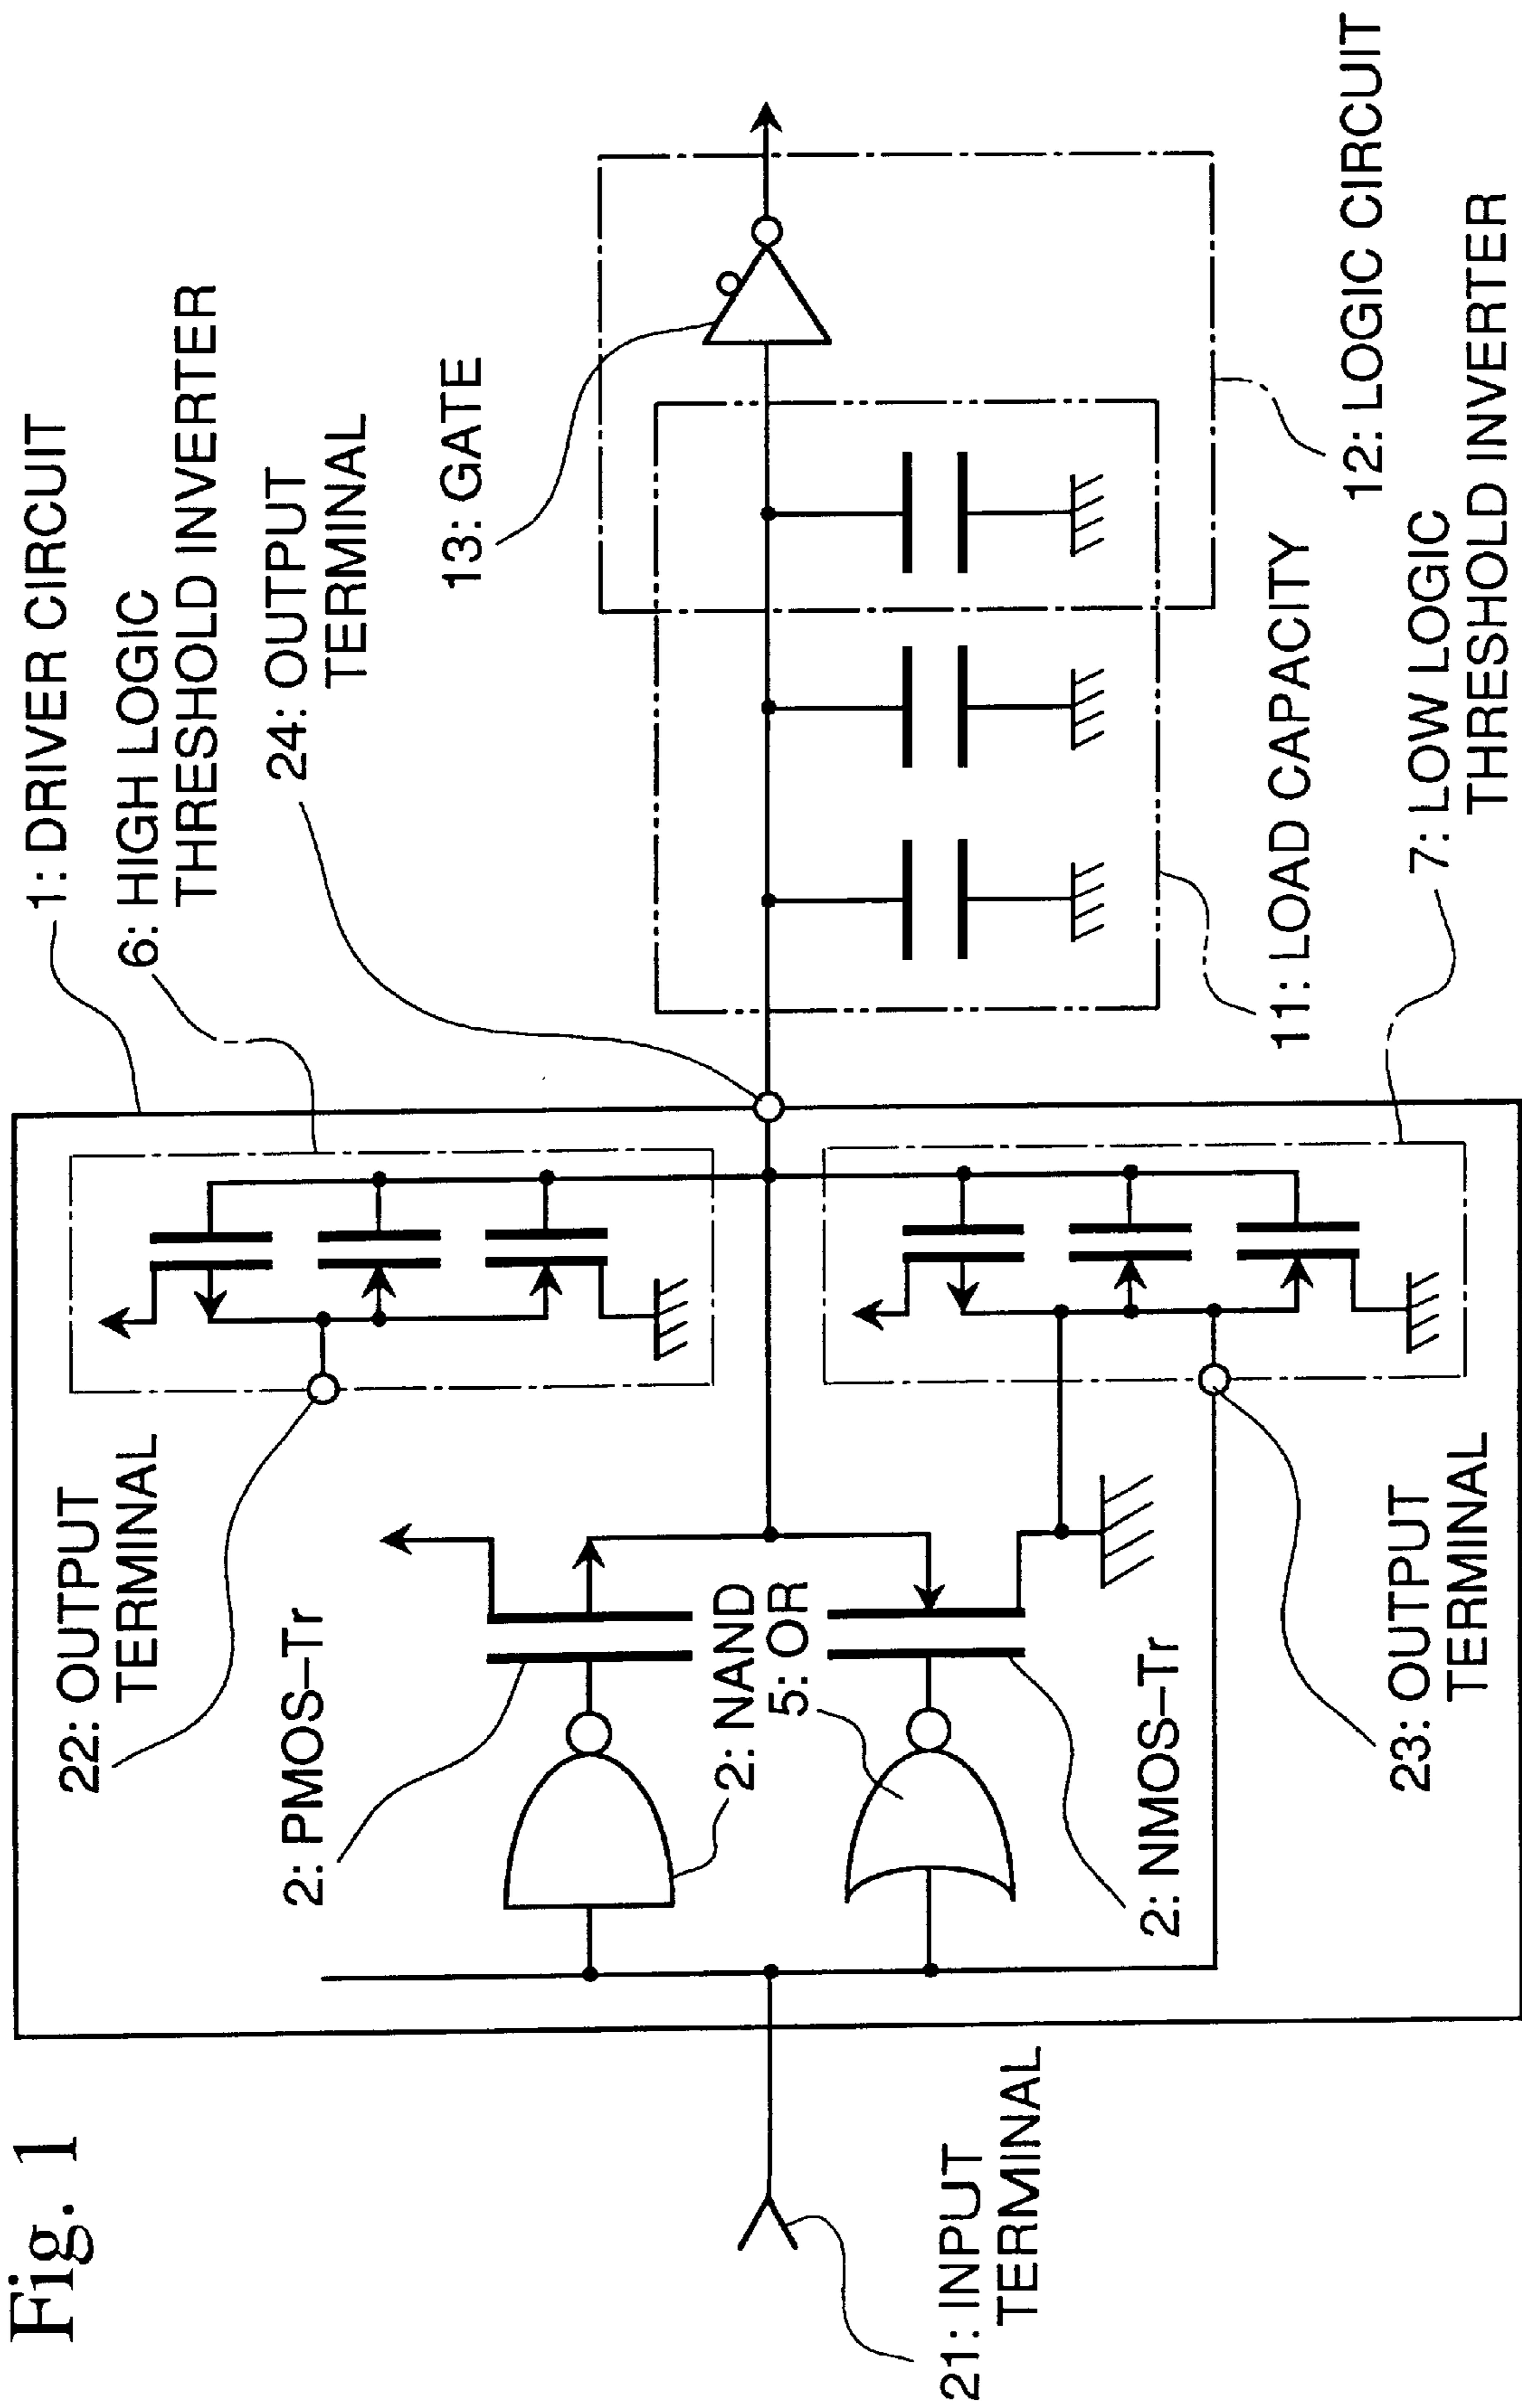 Fig. 1
1: DRIVER CIRCUIT
6: HIGH LOGIC
THRESHOLD INVERTER
24: OUTPUT
TERMINAL
13: GATE
22: OUTPUT
TERMINAL
2: PMOS-Tr
2: NAND
5: OR
21: INPUT
TERMINAL
2: NMOS-Tr
23: OUTPUT
TERMINAL
11: LOAD CAPACITY
12: LOGIC CIRCUIT
7: LOW LOGIC
THRESHOLD INVERTER